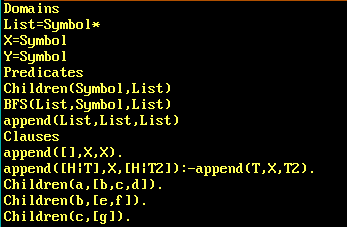 Domains
List=Symbol*
X=Symbol
Y=Symbol
Predicates
Children(Symbol,List)
BFS(List,Symbol,List)
append(List,List,List)
Clauses
append([],X,X).
append([H|T],X,[H|T2]):-append(T,X,T2).
Children(a,[b,c,d]).
Children(b,[e,f]).
Children(c,[g]).